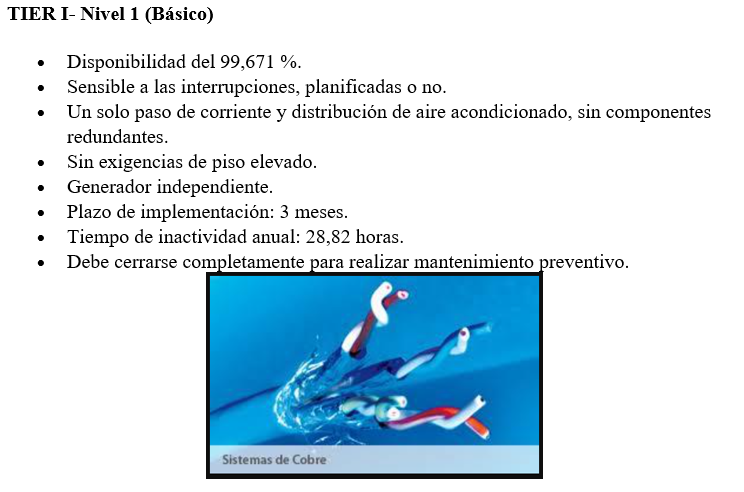 TIER I- Nivel 1 (Básico)
Disponibilidad del 99,671 %.
Sensible a las interrupciones, planificadas o no.
Un solo paso de corriente y distribución de aire acondicionado, sin componentes
redundantes.
Sin exigencias de piso elevado.
Generador independiente.
Plazo de implementación: 3 meses.
Tiempo de inactividad anual: 28,82 horas.
Debe cerrarse completamente para realizar mantenimiento preventivo.
Sistemas de Cobre